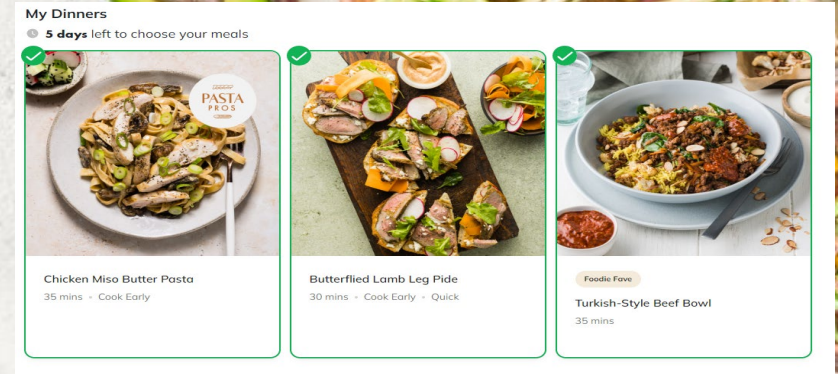 My Dinners
5 days left to choose your meals
PASTA
PROS
Chicken Miso Butter Pasta
35 mins • Cook Early
Butterflied Lamb Leg Pide
30 mins • Cook Early • Quick
Foodie Fave
Turkish-Style Beef Bowl
35 mins